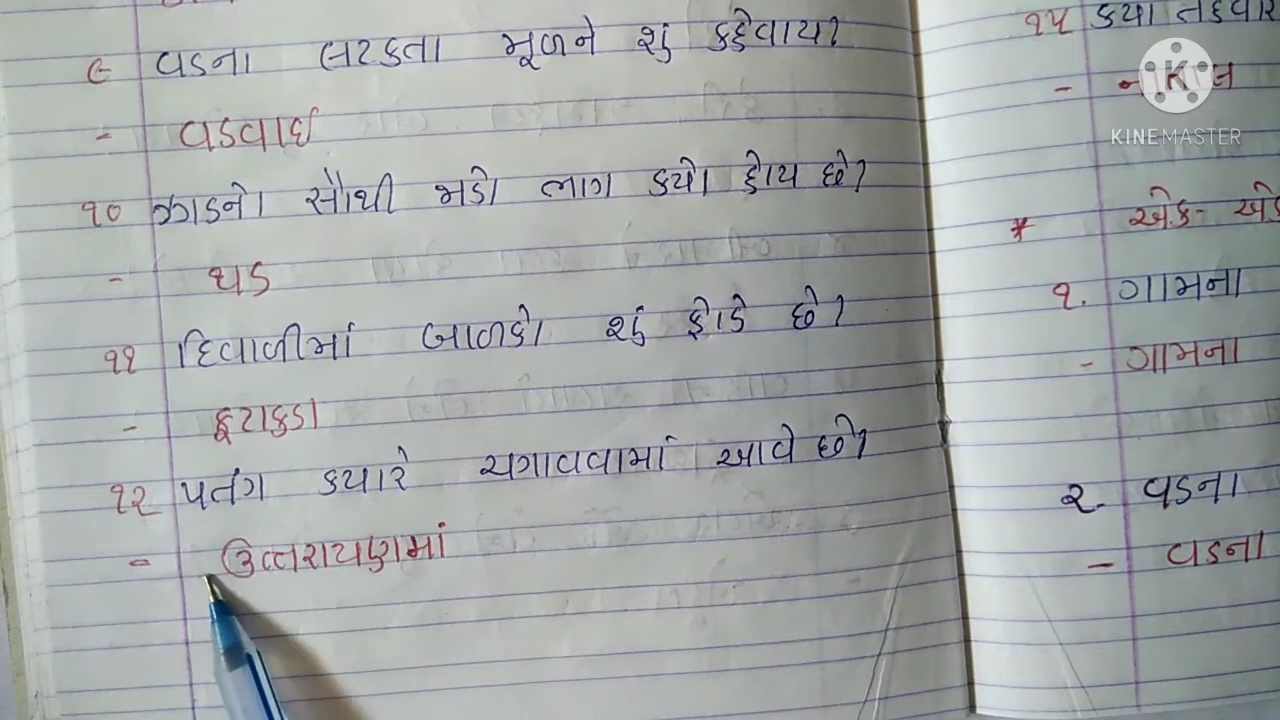 ૯ વડના લટકતા મૂળને શું કહેવાય?
- વડવાઈ
૧૦ ઝાડનો સૌથી જાડો ભાગ કયો હોય છે?
- થડ
૧૧ દિવાળીમાં બાળકો શું ફોડે છે?
- ફટાકડા
૧૨ પતંગ કયારે ચગાવવામાં આવે છે?
- ઉત્તરાયણમાં
૧૫ કયા તહેવાર
-
* એક- એક
૧. ગામના
- ગામના
૨. વડના
- વડના
KINEMASTER